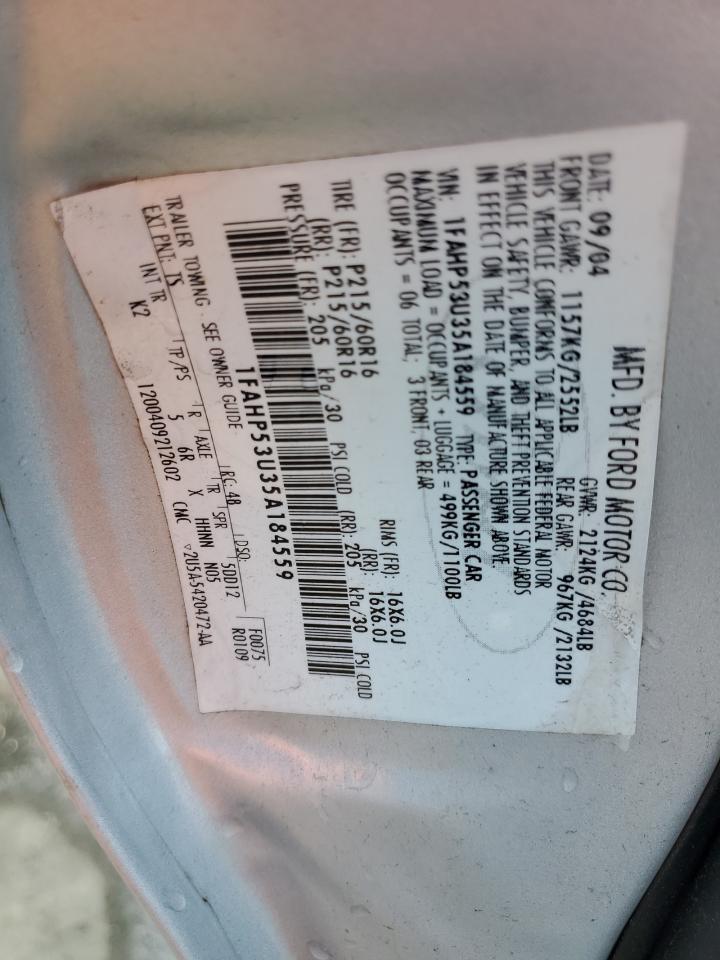 MFD. BY FORD MOTOR CO.
DATE: 09/04 GVWR: 2124KG /4684LB
FRONT GAWR: 1157KG/2552LB REAR GAWR: 967KG /2132LB
THIS VEHICLE CONFORMS TO ALL APPLICABLE FEDERAL MOTOR
VEHICLE SAFETY, BUMPER, AND THEFT PREVENTION STANDARDS
IN EFFECT ON THE DATE OF MANUFACTURE SHOWN ABOVE.
VIN: 1FAHP53U35A184559 TYPE: PASSENGER CAR
MAXIMUM LOAD = OCCUPANTS + LUGGAGE = 499KG/1100LB
OCCUPANTS = 06 TOTAL: 3 FRONT, 03 REAR
TIRE (FR): P215/60R16 RIMS (FR): 16X6.0J
(RR): P215/60R16 (RR): 16X6.0J
PRESSURE (FR): 205 kPa/30 PSI COLD (RR): 205 kPa/30 PSI COLD
1FAHP53U35A184559
TRAILER TOWING - SEE OWNER GUIDE F0075
EXT PNT: TS RC: 48 DSO: 5D012 R0109
INT TR TP/PS R AXLE TR SPR
K2 5 6R X HHNN N05
1200409212602 CMC ▽2U5A-5420472-AA